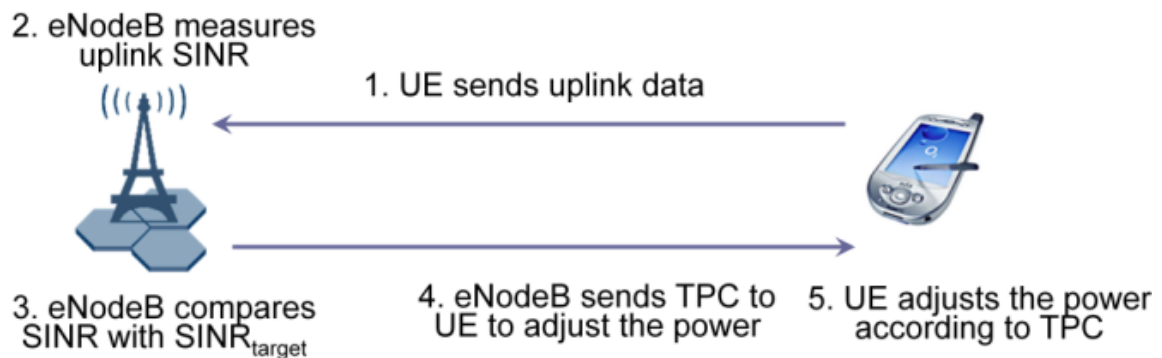 2. eNodeB measures
uplink SINR
1. UE sends uplink data
3. eNodeB compares
SINR with SINRtarget
4. eNodeB sends TPC to
UE to adjust the power
5. UE adjusts the power
according to TPC